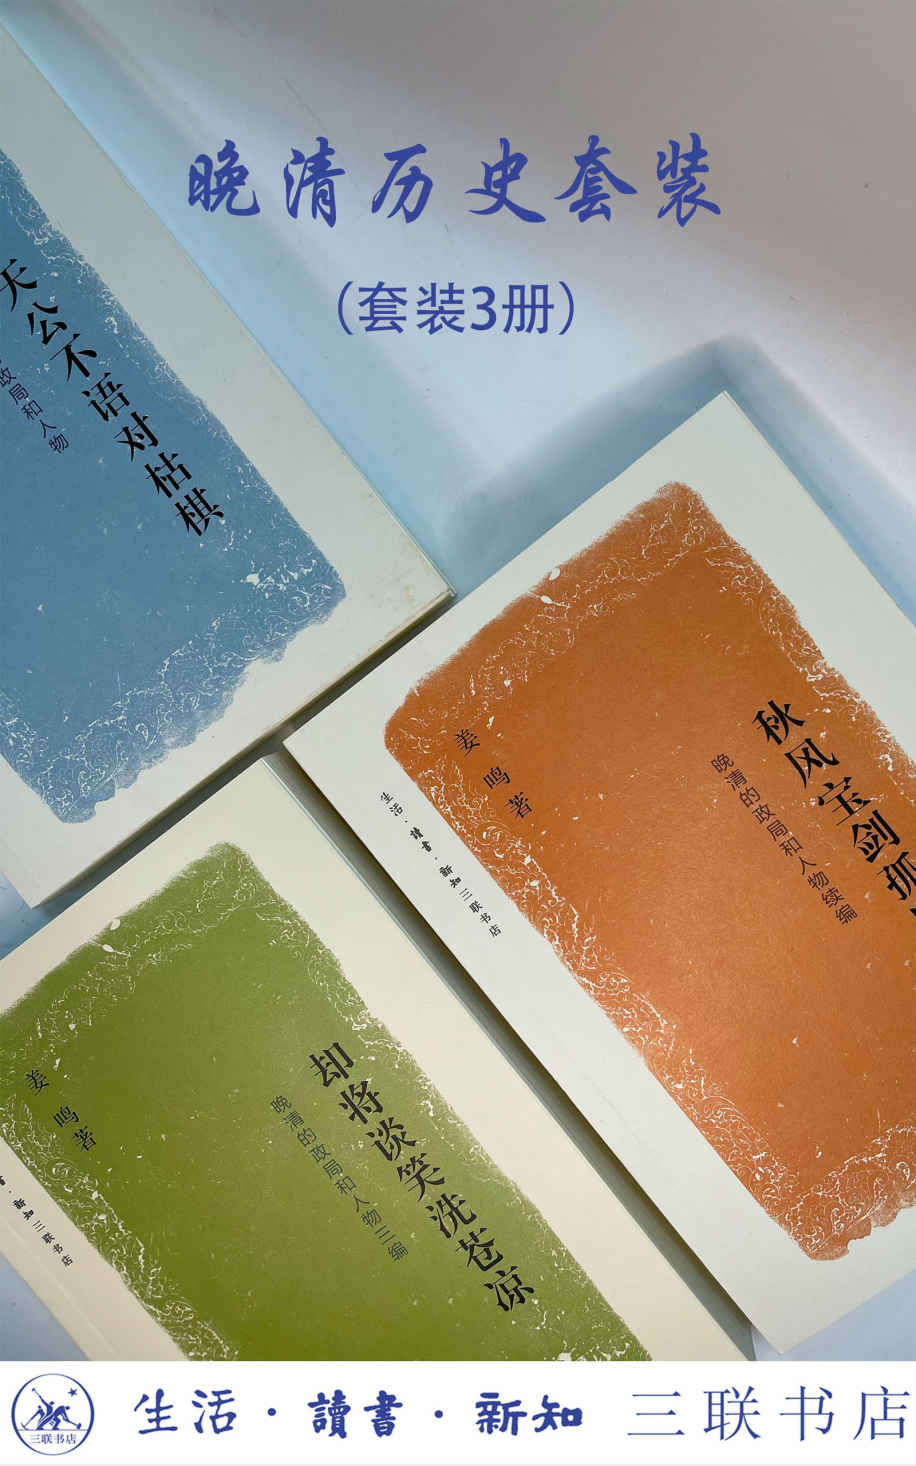 晚清历史套装
（套装3册）
天公不语对枯棋
政局和人物
秋风宝剑孤
晚清的政局和人物续编
姜鸣著
生活·讀書·新知三联书店
却将谈笑洗苍凉
晚清的政局和人物三编
姜鸣著
書·新知三联书店
三联书店
生活·讀書·新知 三联书店